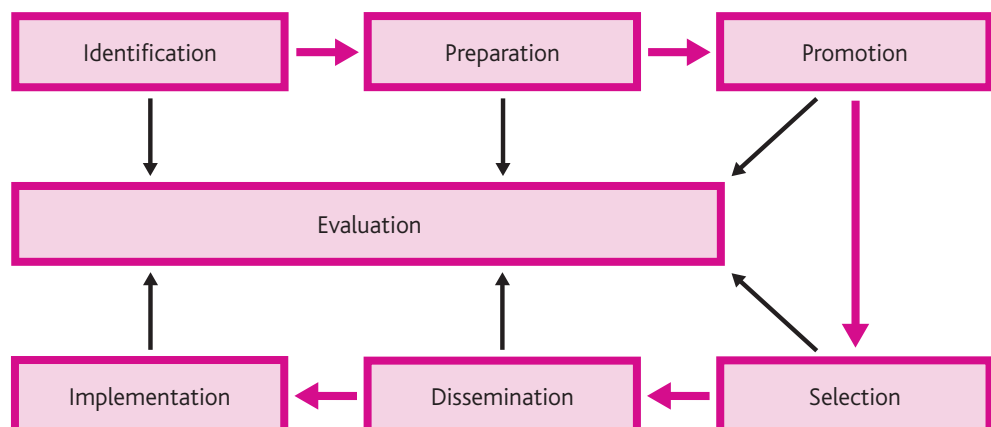 Identification
Preparation
Promotion
Evaluation
Implementation
Dissemination
Selection